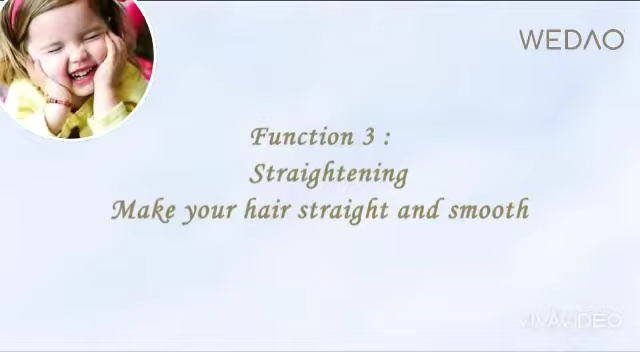 WEDAO
Function 3 :
Straightening
Make your hair straight and smooth
VIVAVIDEO